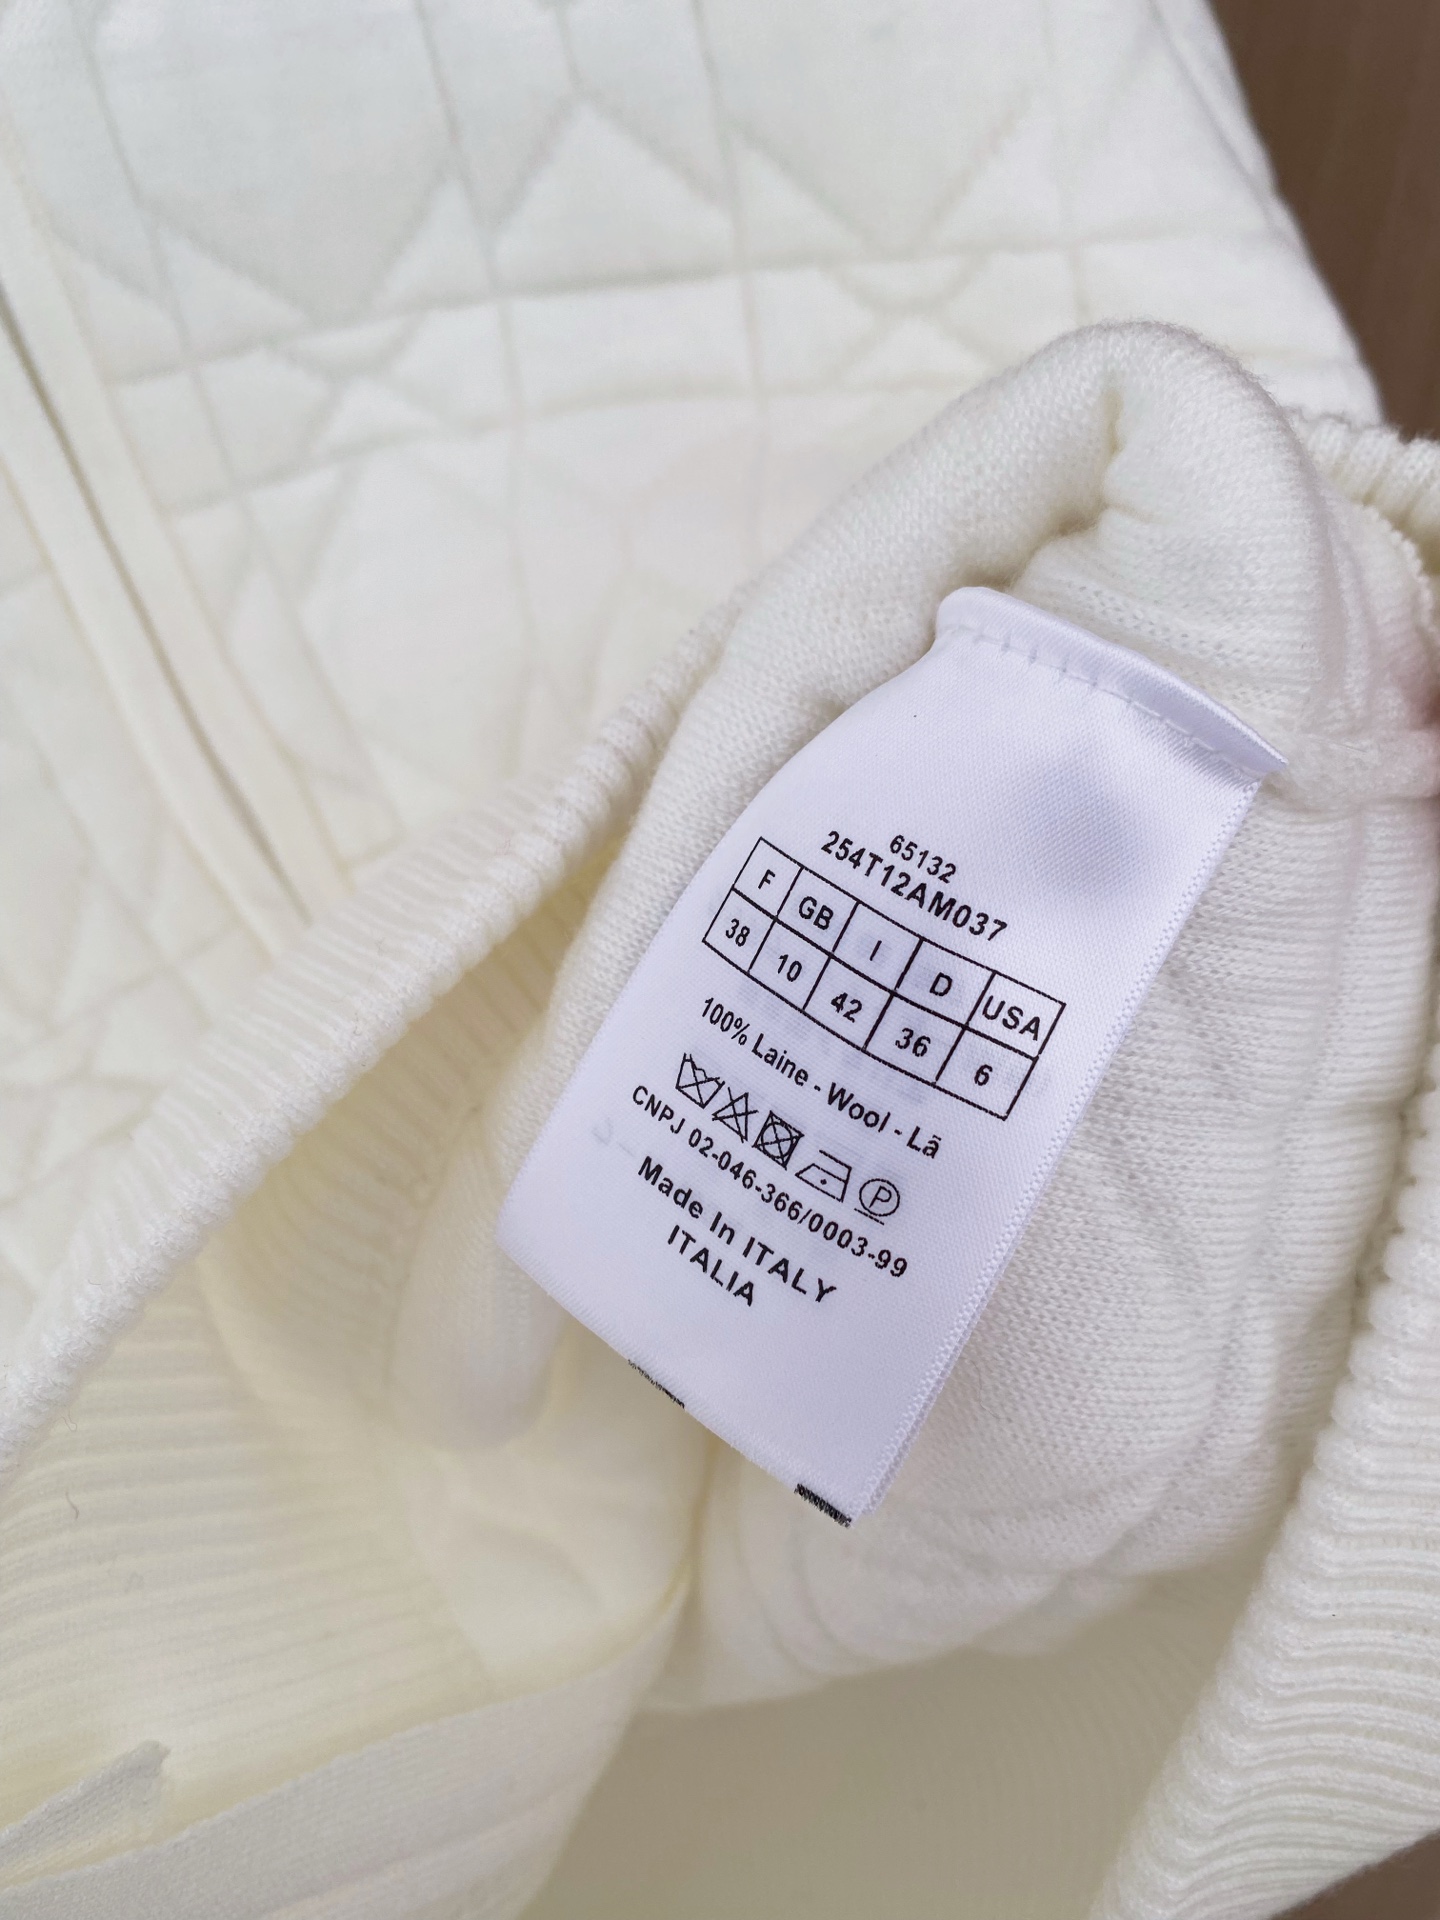 65132
254T12AM037
F GB I D USA
38 10 42 36 6
100% Laine - Wool - Lã
P
CNPJ 02-046-366/0003-99
Made In ITALY
ITALIA